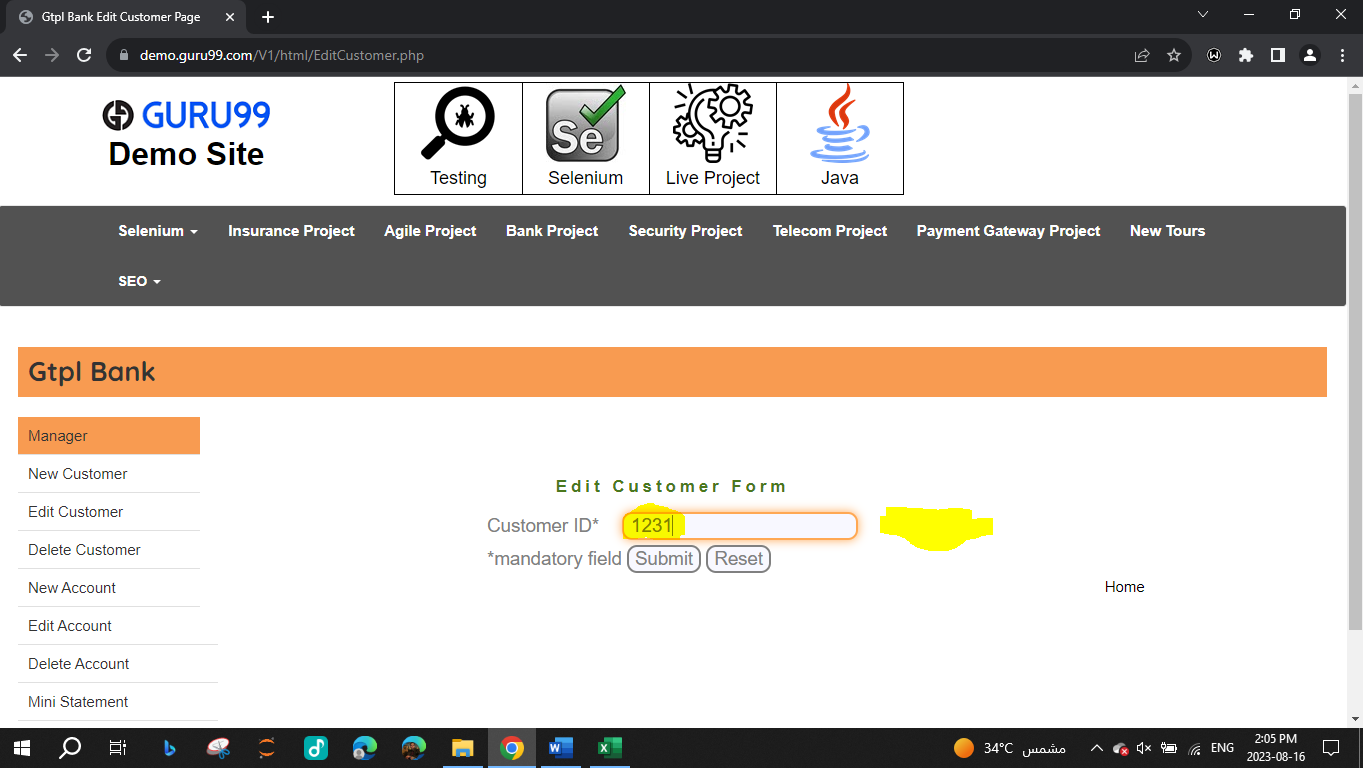 Gtpl Bank Edit Customer Page
demo.guru99.com/V1/html/EditCustomer.php
GURU99
Demo Site
Se
Testing
Selenium
Live Project
Java
Selenium
Insurance Project
Agile Project
Bank Project
Security Project
Telecom Project
Payment Gateway Project
New Tours
SEO
Gtpl Bank
Manager
New Customer
Edit Customer
Delete Customer
New Account
Edit Account
Delete Account
Mini Statement
Edit Customer Form
Customer ID*
1231
*mandatory field
Submit
Reset
Home
34°C مشمس
ENG
2:05 PM
2023-08-16